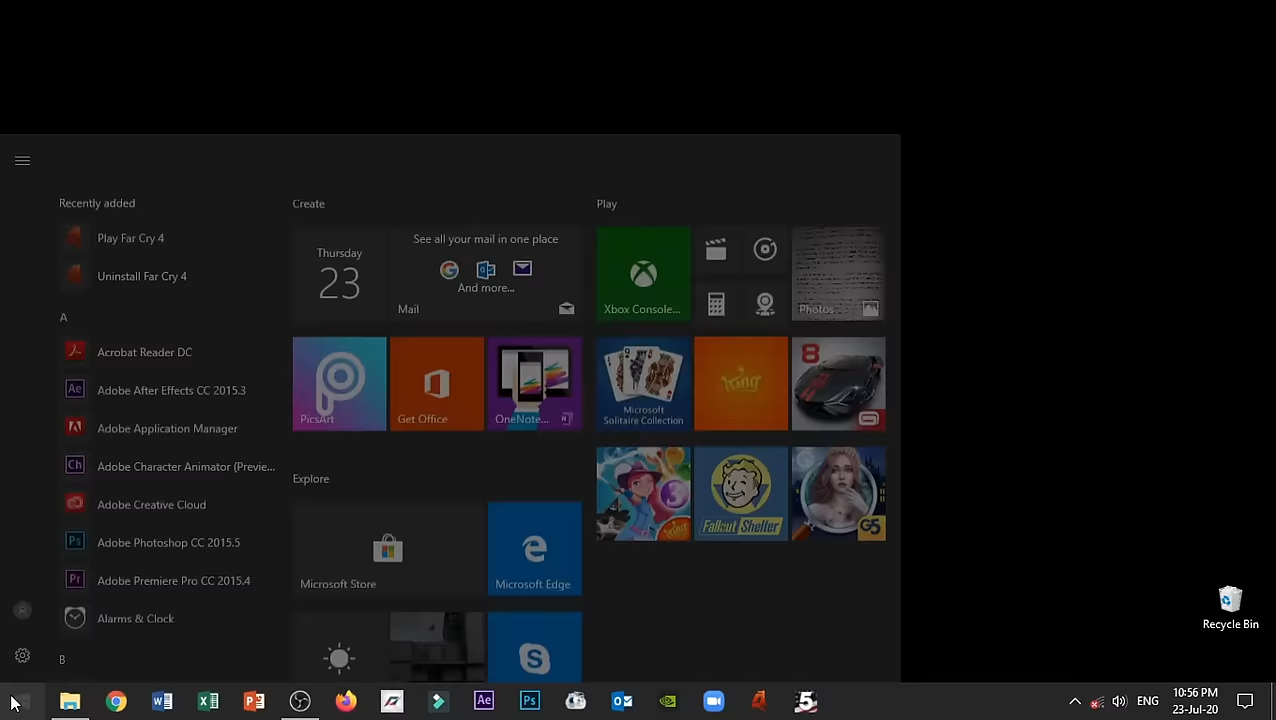 Recently added
Play Far Cry 4
Uninstall Far Cry 4
A
Acrobat Reader DC
Ae Adobe After Effects CC 2015.3
Adobe Application Manager
Ch Adobe Character Animator (Previe...
Adobe Creative Cloud
Ps Adobe Photoshop CC 2015.5
Pr Adobe Premiere Pro CC 2015.4
Alarms & Clock
B
Create
Thursday
23
See all your mail in one place
And more...
Mail
PicsArt
Get Office
OneNote...
Explore
Microsoft Store
Microsoft Edge
Play
Xbox Console...
Photos
Microsoft
Solitaire Collection
King
8
King
Fallout Shelter
G5
Recycle Bin
Ae
Ps
5
ENG
10:56 PM
23-Jul-20